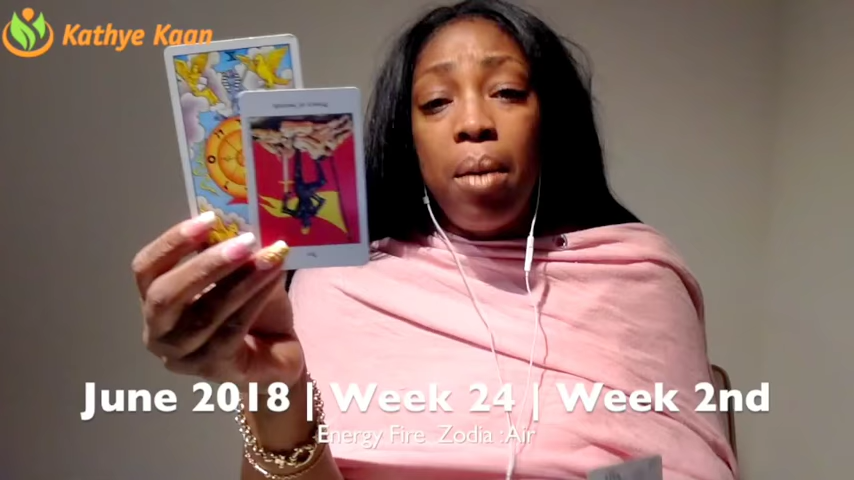 Kathye Kaan
June 2018 | Week 24 | Week 2nd
Energy Fire Zodia :Air